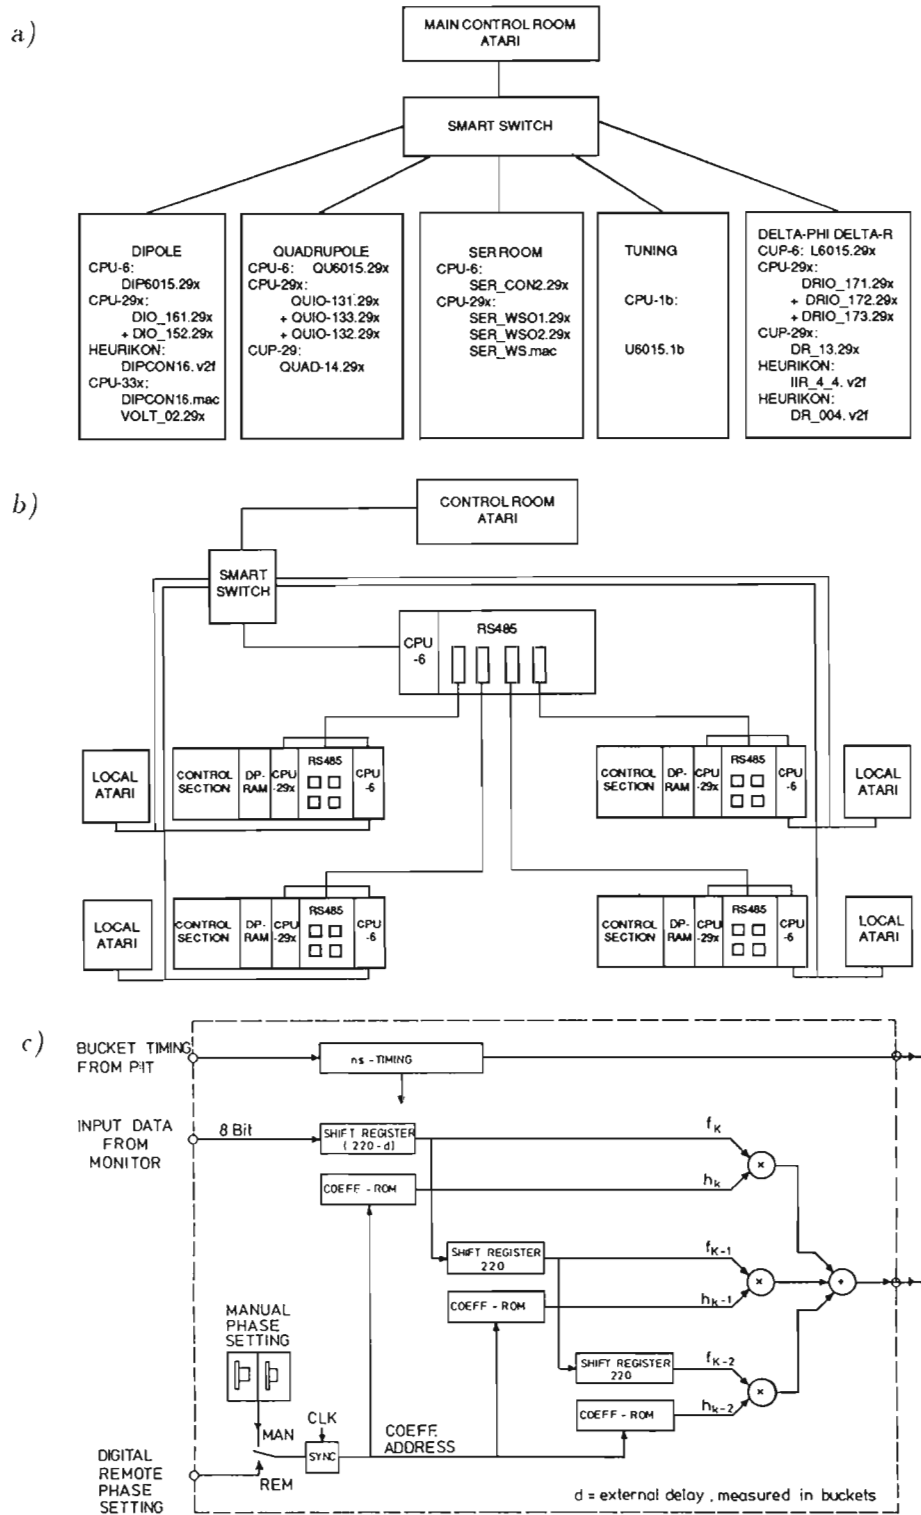 a)
MAIN CONTROL ROOM
ATARI
SMART SWITCH
DIPOLE
CPU-6:
DIP6015.29x
CPU-29x:
DIO_161.29x
+ DIO_152.29x
HEURIKON:
DIPCON16.v2f
CPU-33x:
DIPCON16.mac
VOLT_02.29x
QUADRUPOLE
CPU-6: QU6015.29x
CPU-29x:
QUIO-131.29x
+ QUIO-133.29x
+ QUIO-132.29x
CUP-29:
QUAD-14.29x
SER ROOM
CPU-6:
SER_CON2.29x
CPU-29x:
SER_WSO1.29x
SER_WSO2.29x
SER_WS.mac
TUNING
CPU-1b:
U6015.1b
DELTA-PHI DELTA-R
CUP-6: L6015.29x
CPU-29x:
DRIO_171.29x
+ DRIO_172.29x
+ DRIO_173.29x
CUP-29x:
DR_13.29x
HEURIKON:
IIR_4_4.v2f
HEURIKON:
DR_004.v2f
b)
CONTROL ROOM
ATARI
SMART
SWITCH
CPU
-6
RS485
LOCAL
ATARI
CONTROL
SECTION
DP-
RAM
CPU
-29x
RS485
CPU
-6
CONTROL
SECTION
DP-
RAM
CPU
-29x
RS485
CPU
-6
LOCAL
ATARI
LOCAL
ATARI
CONTROL
SECTION
DP-
RAM
CPU
-29x
RS485
CPU
-6
CONTROL
SECTION
DP-
RAM
CPU
-29x
RS485
CPU
-6
LOCAL
ATARI
c)
BUCKET TIMING
FROM PIIT
ns - TIMING
INPUT DATA
FROM
MONITOR
8 Bit
SHIFT REGISTER
(220-d)
fK
×
COEFF - ROM
hk
SHIFT REGISTER
220
fK-1
×
+
COEFF - ROM
hk-1
MANUAL
PHASE
SETTING
SHIFT REGISTER
220
fK-2
×
COEFF - ROM
hk-2
CLK
MAN
SYNC
COEFF.
ADDRESS
REM
DIGITAL
REMOTE
PHASE
SETTING
d = external delay, measured in buckets